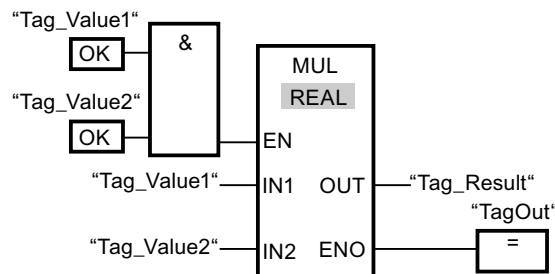 “Tag_Value1“
OK
&
“Tag_Value2“
OK
MUL
REAL
EN
“Tag_Value1“
IN1
OUT
“Tag_Result“
“TagOut“
=
“Tag_Value2“
IN2
ENO